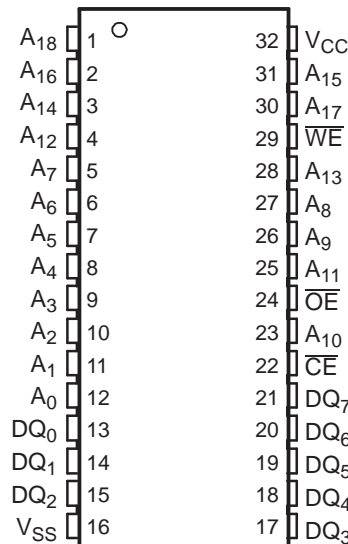 A18 1 32 VCC
A16 2 31 A15
A14 3 30 A17
A12 4 29 W̅E̅
A7 5 28 A13
A6 6 27 A8
A5 7 26 A9
A4 8 25 A11
A3 9 24 O̅E̅
A2 10 23 A10
A1 11 22 C̅E̅
A0 12 21 DQ7
DQ0 13 20 DQ6
DQ1 14 19 DQ5
DQ2 15 18 DQ4
VSS 16 17 DQ3